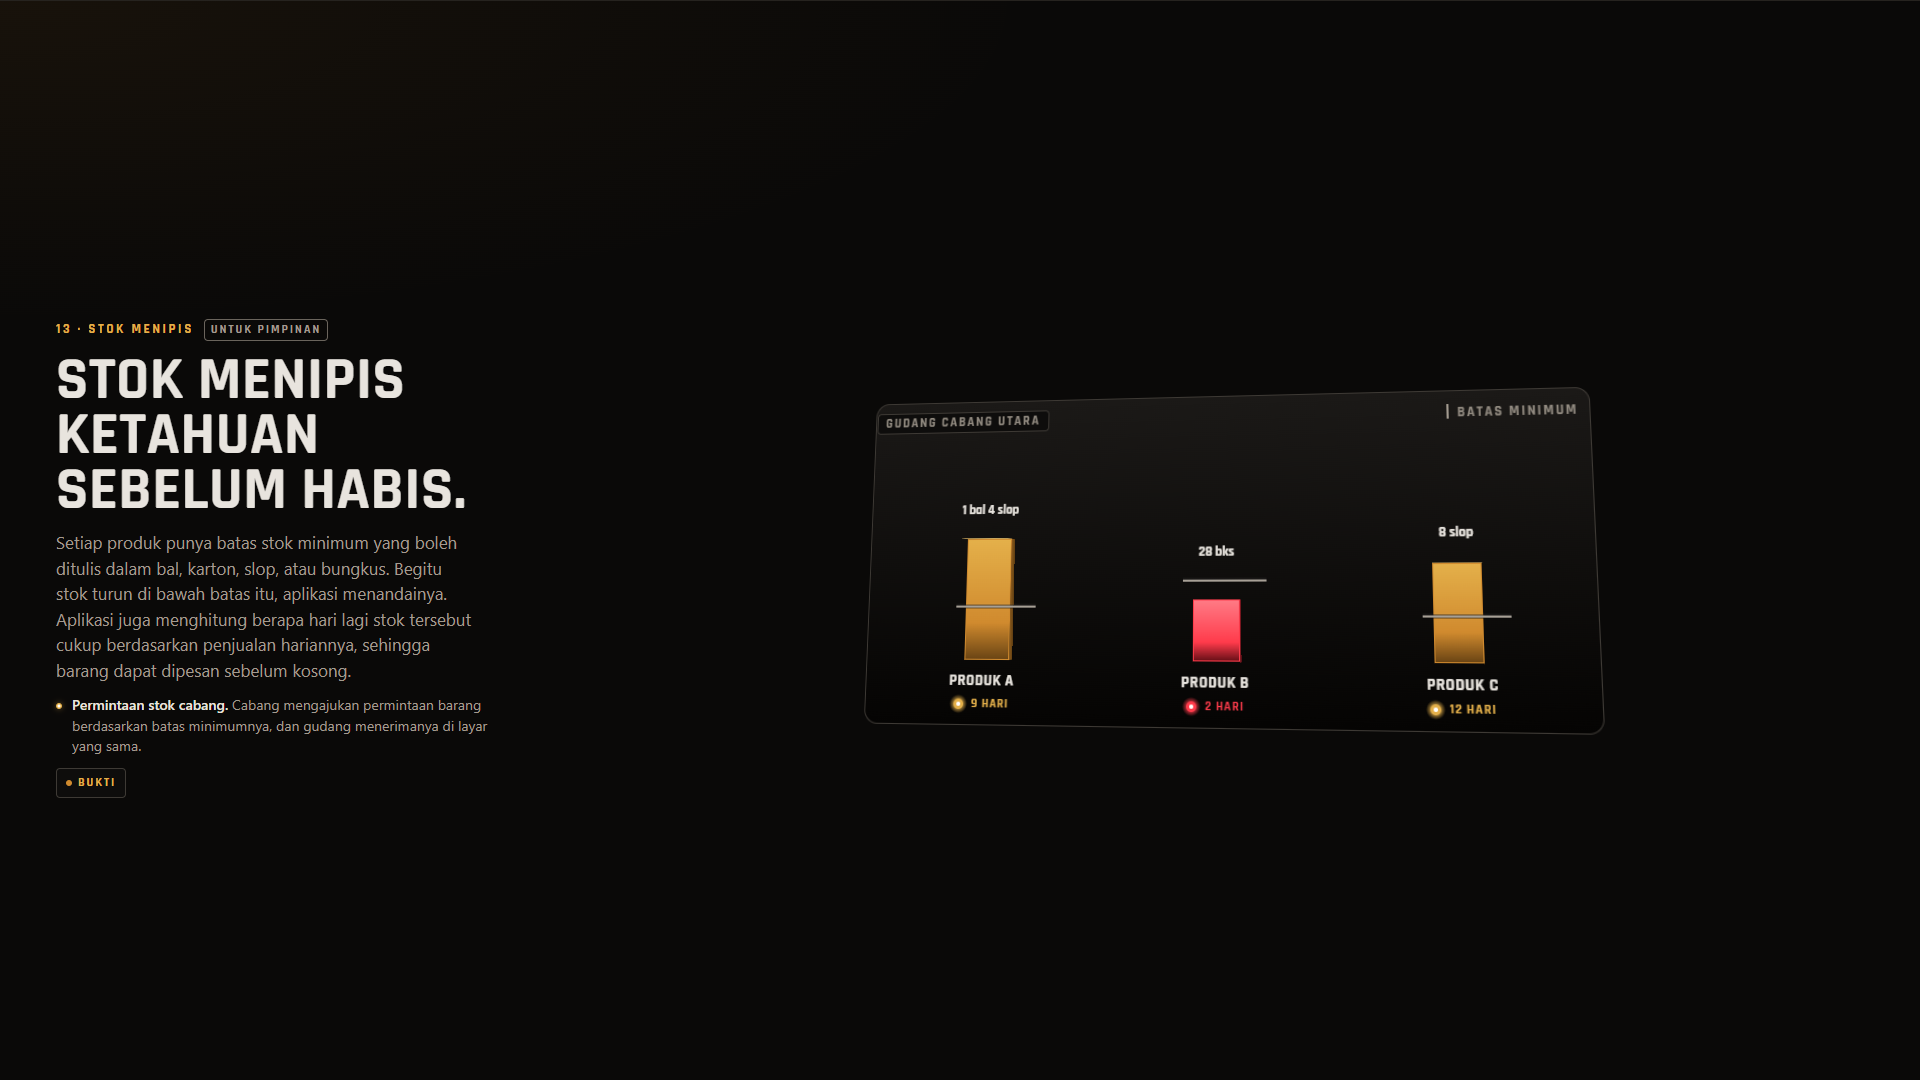 13 · STOK MENIPIS
UNTUK PIMPINAN
STOK MENIPIS
KETAHUAN
SEBELUM HABIS.
Setiap produk punya batas stok minimum yang boleh
ditulis dalam bal, karton, slop, atau bungkus. Begitu
stok turun di bawah batas itu, aplikasi menandainya.
Aplikasi juga menghitung berapa hari lagi stok tersebut
cukup berdasarkan penjualan hariannya, sehingga
barang dapat dipesan sebelum kosong.
Permintaan stok cabang. Cabang mengajukan permintaan barang
berdasarkan batas minimumnya, dan gudang menerimanya di layar
yang sama.
BUKTI
GUDANG CABANG UTARA
BATAS MINIMUM
1 bal 4 slop
28 bks
8 slop
PRODUK A
PRODUK B
PRODUK C
9 HARI
2 HARI
12 HARI